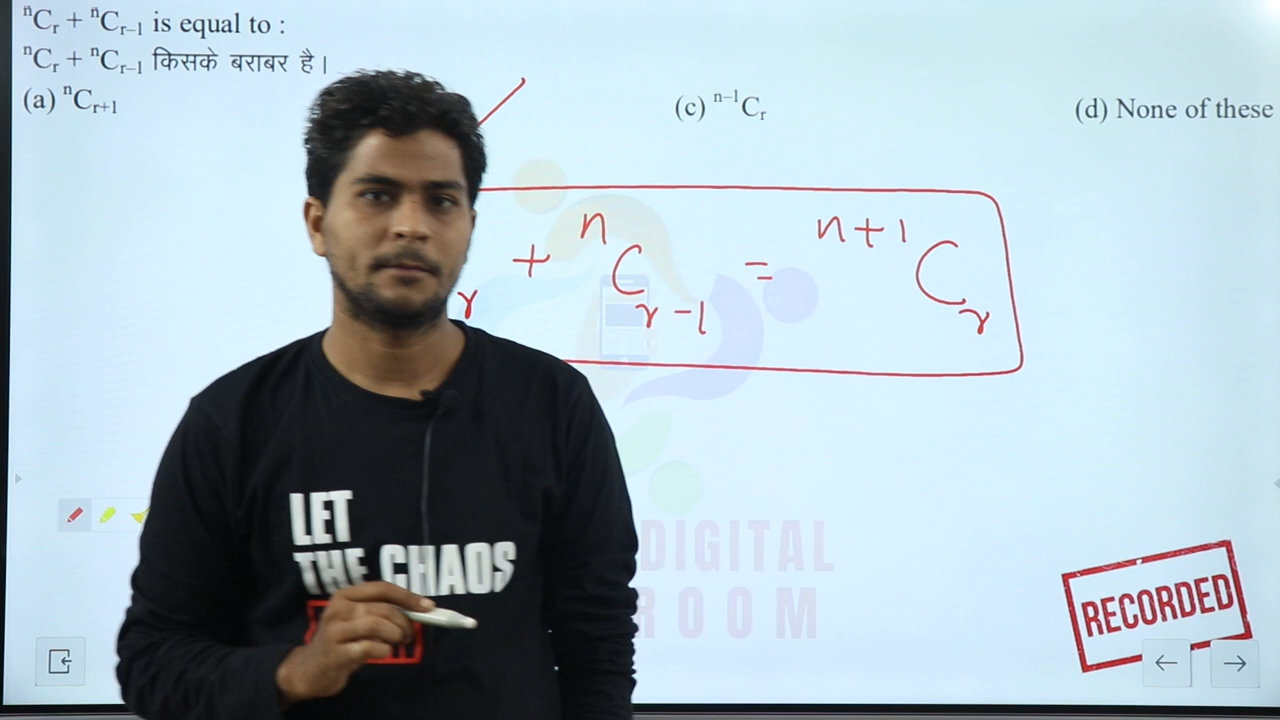 ⁿCᵣ + ⁿCᵣ₋₁ is equal to :
ⁿCᵣ + ⁿCᵣ₋₁ किसके बराबर है।
(a) ⁿCᵣ₊₁ (c) ⁿ⁻¹Cᵣ (d) None of these
r + ⁿCᵣ₋₁ = ⁿ⁺¹Cᵣ
LET
THE CHAOS
DIGITAL
ROOM
RECORDED